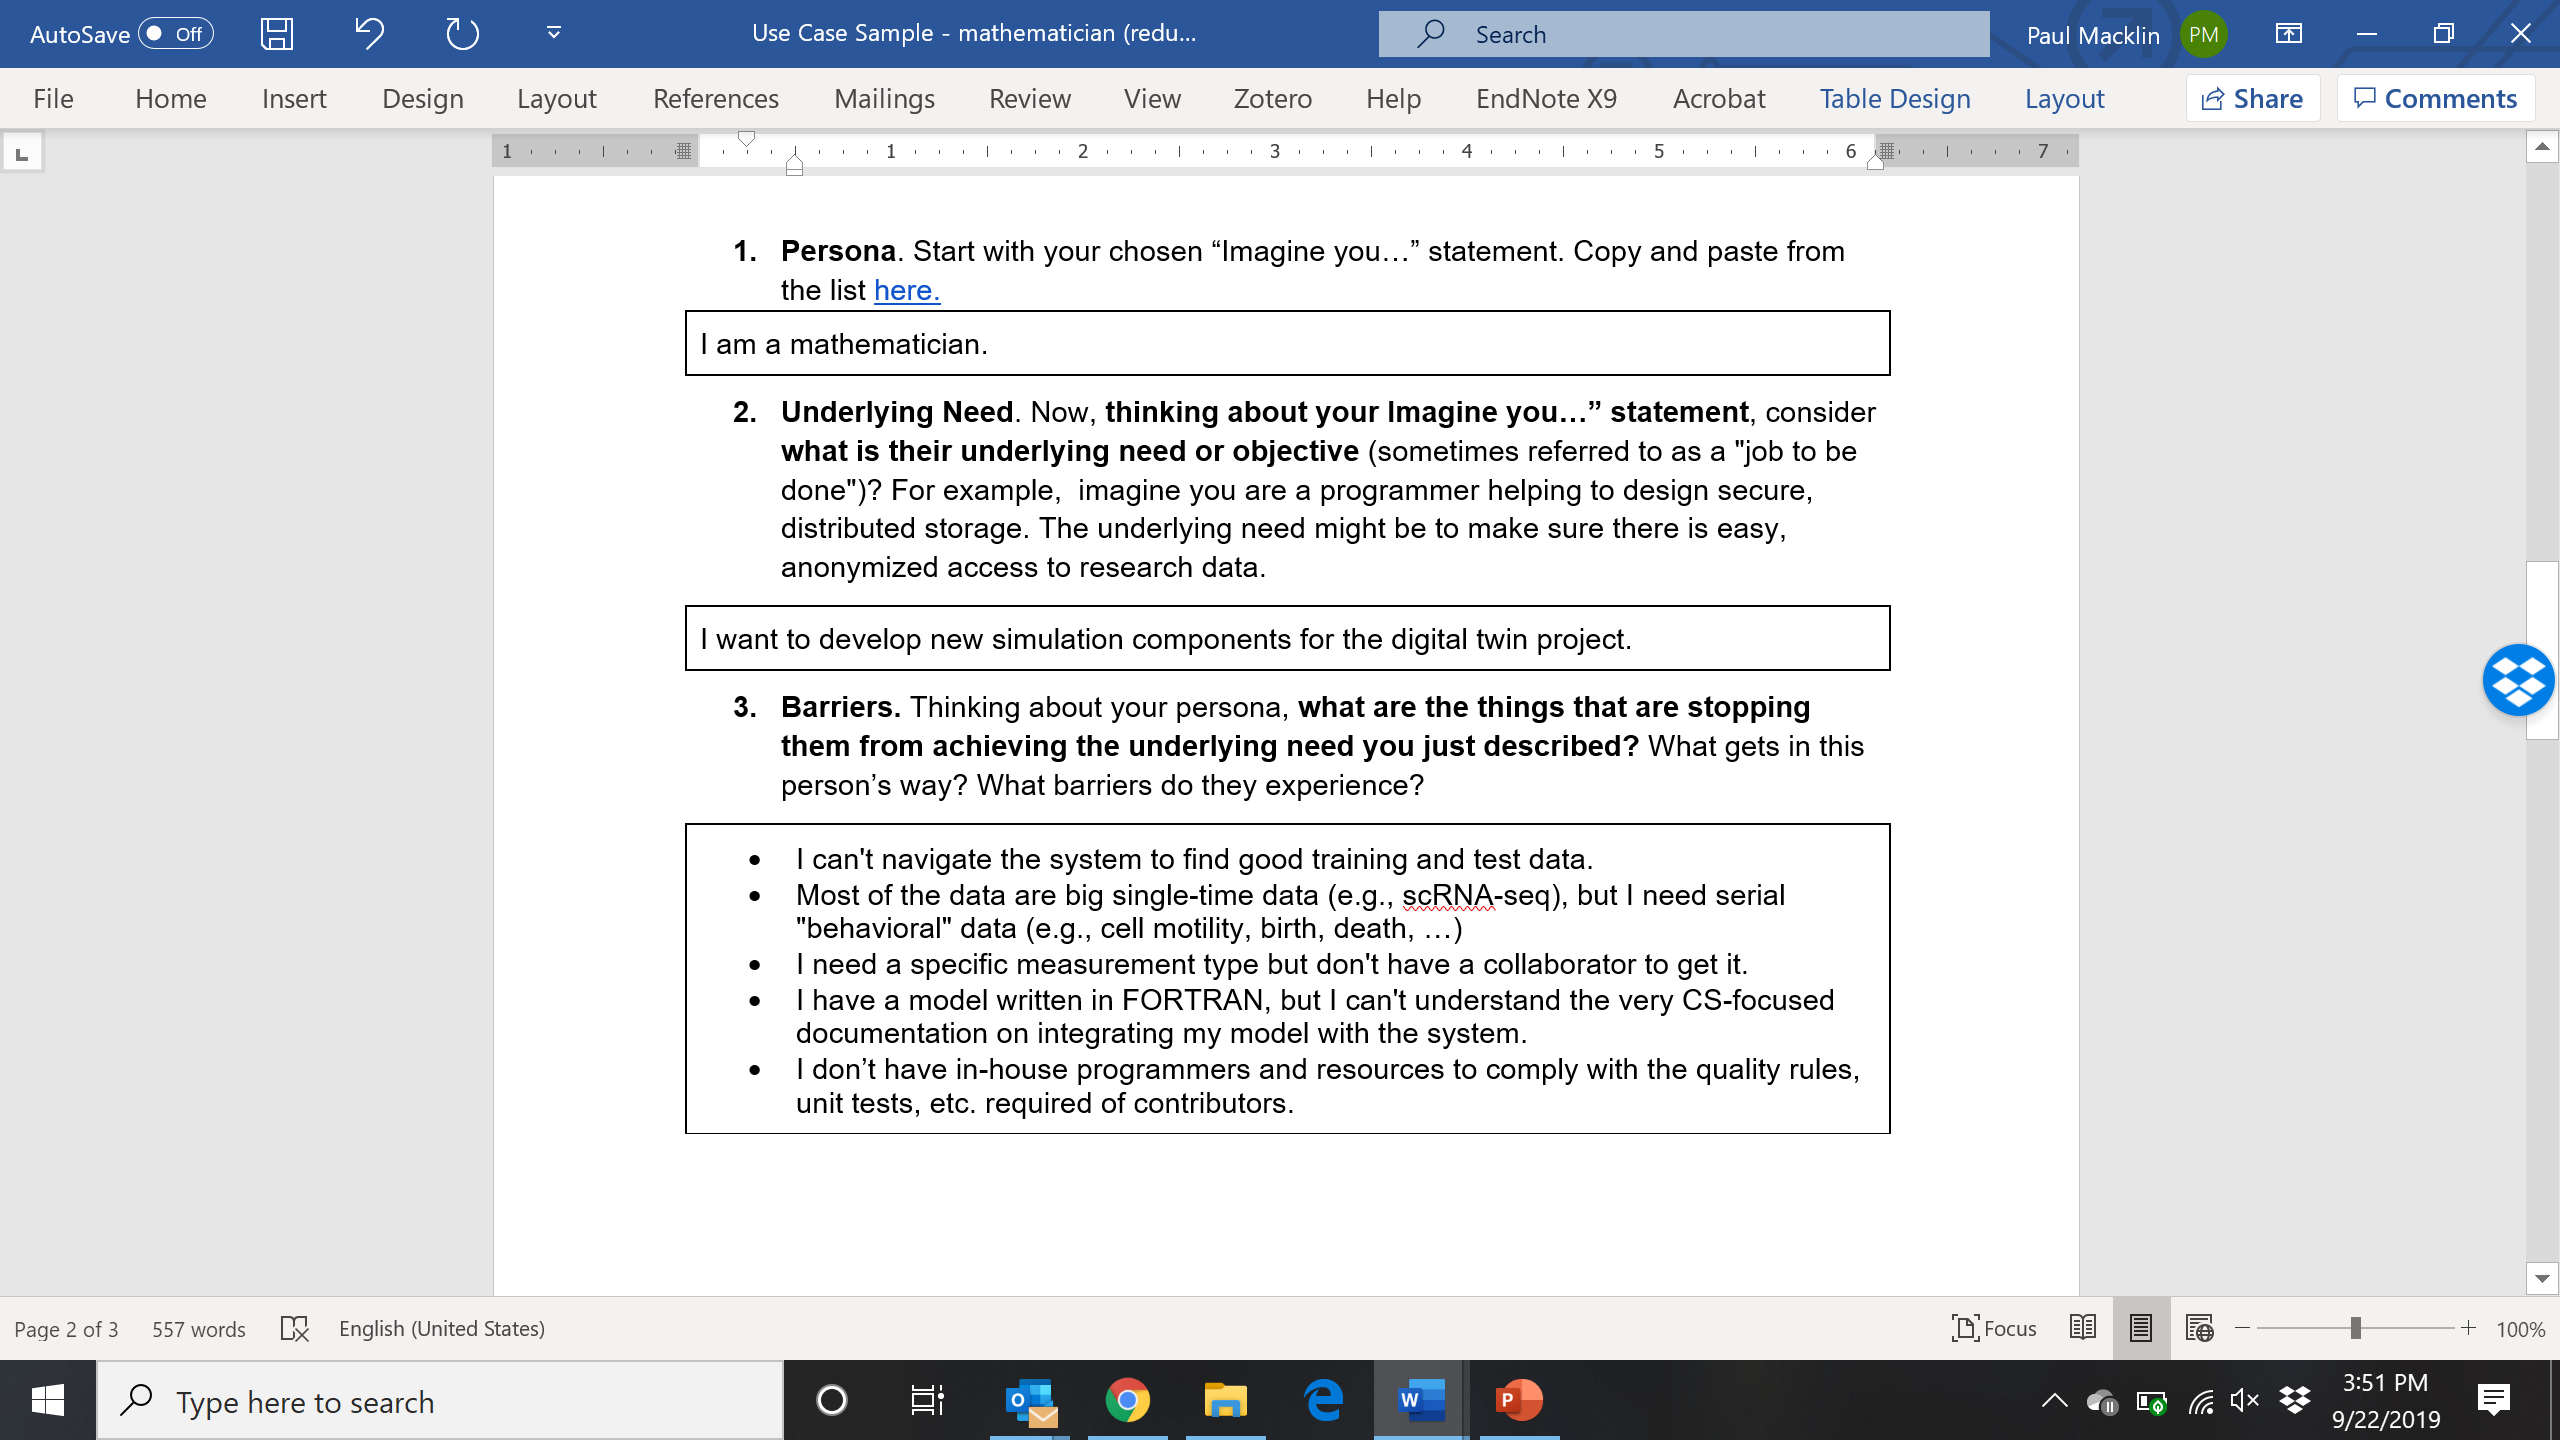 AutoSave Off Use Case Sample - mathematician (redu... Search Paul Macklin PM
File Home Insert Design Layout References Mailings Review View Zotero Help EndNote X9 Acrobat Table Design Layout Share Comments
1 1 2 3 4 5 6 7
1. Persona. Start with your chosen “Imagine you…” statement. Copy and paste from
the list here.
I am a mathematician.
2. Underlying Need. Now, thinking about your Imagine you…” statement, consider
what is their underlying need or objective (sometimes referred to as a "job to be
done")? For example,  imagine you are a programmer helping to design secure,
distributed storage. The underlying need might be to make sure there is easy,
anonymized access to research data.
I want to develop new simulation components for the digital twin project.
3. Barriers. Thinking about your persona, what are the things that are stopping
them from achieving the underlying need you just described? What gets in this
person’s way? What barriers do they experience?
• I can't navigate the system to find good training and test data.
• Most of the data are big single-time data (e.g., scRNA-seq), but I need serial
"behavioral" data (e.g., cell motility, birth, death, …)
• I need a specific measurement type but don't have a collaborator to get it.
• I have a model written in FORTRAN, but I can't understand the very CS-focused
documentation on integrating my model with the system.
• I don’t have in-house programmers and resources to comply with the quality rules,
unit tests, etc. required of contributors.
Page 2 of 3 557 words English (United States) Focus 100%
Type here to search 3:51 PM
9/22/2019